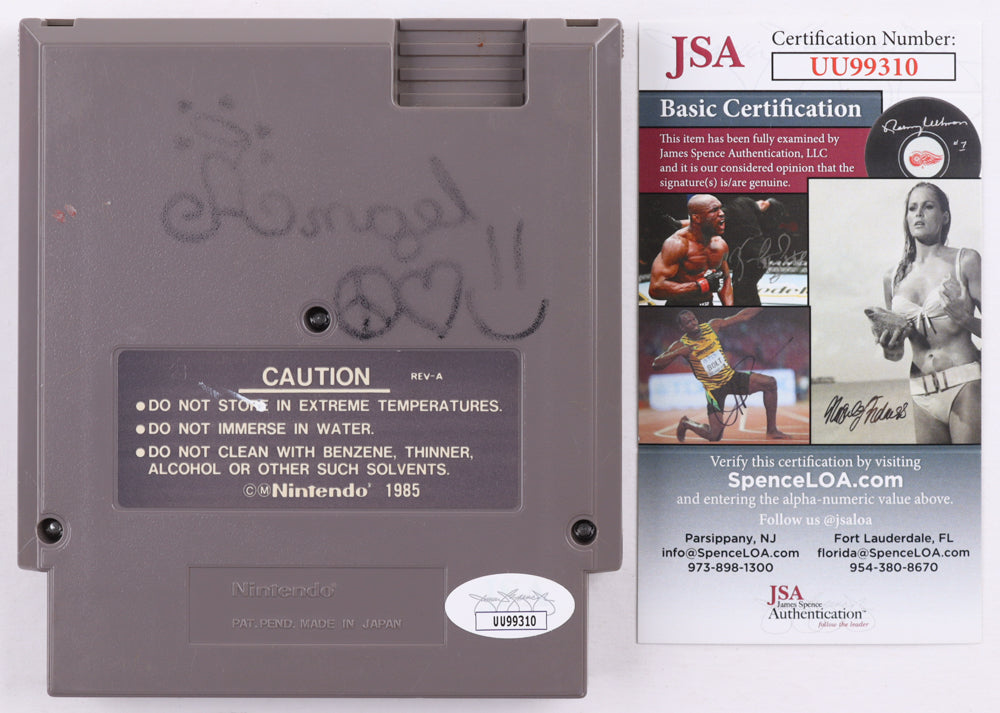 CAUTION REV-A
●DO NOT STORE IN EXTREME TEMPERATURES.
●DO NOT IMMERSE IN WATER.
●DO NOT CLEAN WITH BENZENE, THINNER,
ALCOHOL OR OTHER SUCH SOLVENTS.
©ⓂNintendo® 1985
Nintendo®
PAT. PEND. MADE IN JAPAN
UU99310
JSA
Certification Number:
UU99310
Basic Certification
This item has been fully examined by
James Spence Authentication, LLC
and it is our considered opinion that the
signature(s) is/are genuine.
#7
BOLT
Verify this certification by visiting
SpenceLOA.com
and entering the alpha-numeric value above.
Follow us @jsaloa
Parsippany, NJ
info@SpenceLOA.com
973-898-1300
Fort Lauderdale, FL
florida@SpenceLOA.com
954-380-8670
JSA
James Spence
Authentication™
follow the leader